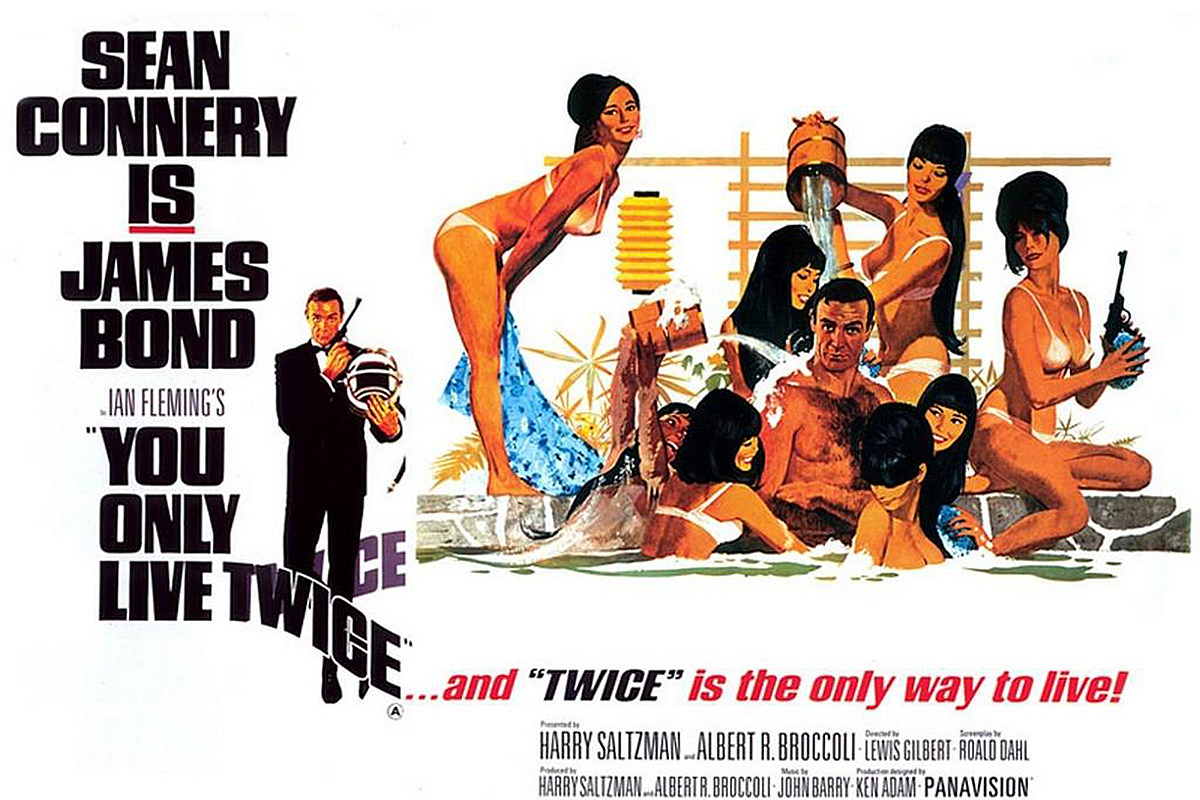 SEAN
CONNERY
IS
JAMES
BOND
IAN FLEMING'S
"YOU
ONLY
LIVE TWICE"
TWICE
A
...and "TWICE" is the only way to live!
Presented by
HARRY SALTZMAN and ALBERT R. BROCCOLI · Directed by LEWIS GILBERT · Screenplay by ROALD DAHL
Produced by
HARRY SALTZMAN and ALBERT R. BROCCOLI · Music by JOHN BARRY · Production designed by KEN ADAM · PANAVISION®